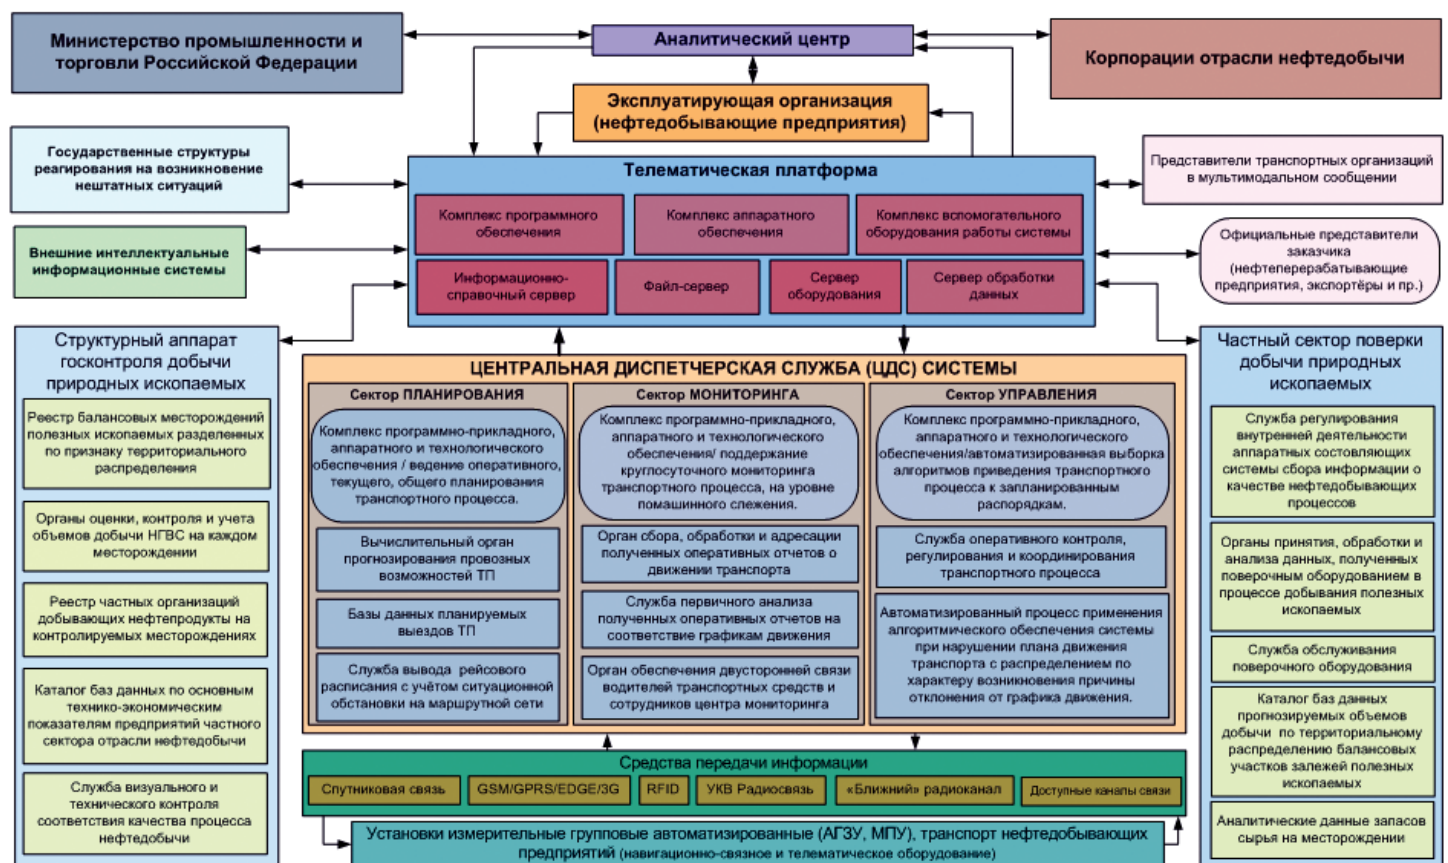 Министерство промышленности и
торговли Российской Федерации
Аналитический центр
Корпорации отрасли нефтедобычи
Эксплуатирующая организация
(нефтедобывающие предприятия)
Государственные структуры
реагирования на возникновение
нештатных ситуаций
Внешние интеллектуальные
информационные системы
Телематическая платформа
Комплекс программного
обеспечения
Комплекс аппаратного
обеспечения
Комплекс вспомогательного
оборудования работы системы
Информационно-
справочный сервер
Файл-сервер
Сервер
оборудования
Сервер обработки
данных
Представители транспортных организаций
в мультимодальном сообщении
Официальные представители
заказчика
(нефтеперерабатывающие
предприятия, экспортёры и пр.)
Структурный аппарат
госконтроля добычи
природных ископаемых
Реестр балансовых месторождений
полезных ископаемых разделенных
по признаку территориального
распределения
Органы оценки, контроля и учета
объемов добычи НГВС на каждом
месторождении
Реестр частных организаций
добывающих нефтепродукты на
контролируемых месторождениях
Каталог баз данных по основным
технико-экономическим
показателям предприятий частного
сектора отрасли нефтедобычи
Служба визуального и
технического контроля
соответствия качества процесса
нефтедобычи
ЦЕНТРАЛЬНАЯ ДИСПЕТЧЕРСКАЯ СЛУЖБА (ЦДС) СИСТЕМЫ
Сектор ПЛАНИРОВАНИЯ
Комплекс программно-прикладного,
аппаратного и технологического
обеспечения / ведение оперативного,
текущего, общего планирования
транспортного процесса.
Вычислительный орган
прогнозирования провозных
возможностей ТП
Базы данных планируемых
выездов ТП
Служба вывода рейсового
расписания с учётом ситуационной
обстановки на маршрутной сети
Сектор МОНИТОРИНГА
Комплекс программно-прикладного,
аппаратного и технологического
обеспечения/ поддержание
круглосуточного мониторинга
транспортного процесса, на уровне
помашинного слежения.
Орган сбора, обработки и адресации
полученных оперативных отчетов о
движении транспорта
Служба первичного анализа
полученных оперативных отчетов на
соответствие графикам движения
Орган обеспечения двусторонней связи
водителей транспортных средств и
сотрудников центра мониторинга
Сектор УПРАВЛЕНИЯ
Комплекс программно-прикладного,
аппаратного и технологического
обеспечения/автоматизированная выборка
алгоритмов приведения транспортного
процесса к запланированным
распорядкам.
Служба оперативного контроля,
регулирования и координирования
транспортного процесса
Автоматизированный процесс применения
алгоритмического обеспечения системы
при нарушении плана движения
транспорта с распределением по
характеру возникновения причины
отклонения от графика движения.
Частный сектор поверки
добычи природных
ископаемых
Служба регулирования
внутренней деятельности
аппаратных состовляющих
системы сбора информации о
качестве нефтедобывающих
процессов
Органы принятия, обработки и
анализа данных, полученных
поверочным оборудованием в
процессе добывания полезных
ископаемых
Служба обслуживания
поверочного оборудования
Каталог баз данных
прогнозируемых объемов
добычи по территориальному
распределению балансовых
участков залежей полезных
ископаемых
Аналитические данные запасов
сырья на месторождении
Средства передачи информации
Спутниковая связь
GSM/GPRS/EDGE/3G
RFID
УКВ Радиосвязь
«Ближний» радиоканал
Доступные каналы связи
Установки измерительные групповые автоматизированные (АГЗУ, МПУ), транспорт нефтедобывающих
предприятий (навигационно-связное и телематическое оборудование)